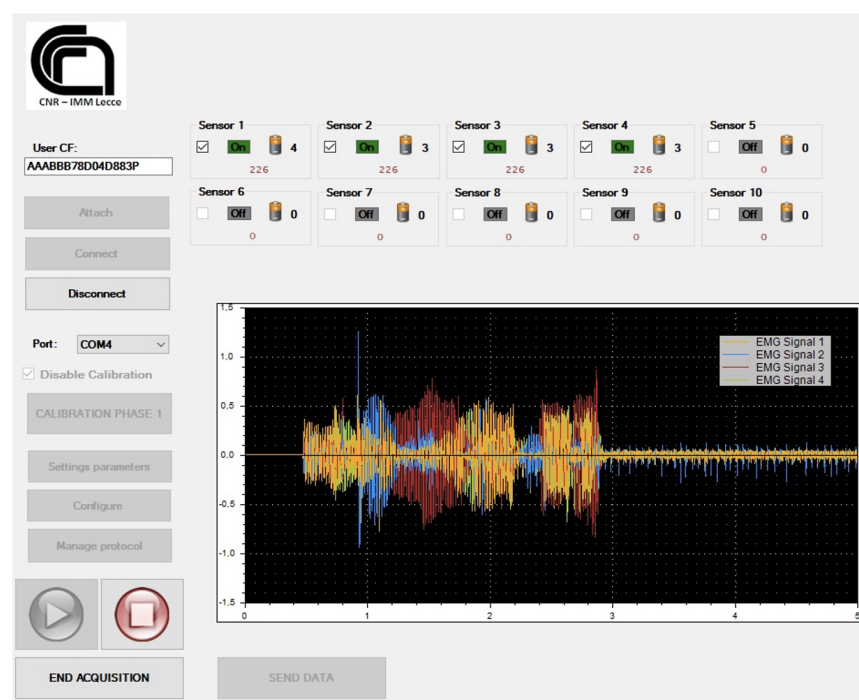 CNR – IMM Lecce
User CF:
AAABBB78D04D883P
Attach
Connect
Disconnect
Port: COM4
Disable Calibration
CALIBRATION PHASE 1
Settings parameters
Configure
Manage protocol
END ACQUISITION
Sensor 1 Sensor 2 Sensor 3 Sensor 4 Sensor 5
On 4 On 3 On 3 On 3 Off 0
226 226 226 226 0
Sensor 6 Sensor 7 Sensor 8 Sensor 9 Sensor 10
Off 0 Off 0 Off 0 Off 0 Off 0
0 0 0 0 0
1,5
1,0
0,5
0,0
-0,5
-1,0
-1,5
0 1 2 3 4 5
EMG Signal 1
EMG Signal 2
EMG Signal 3
EMG Signal 4
SEND DATA